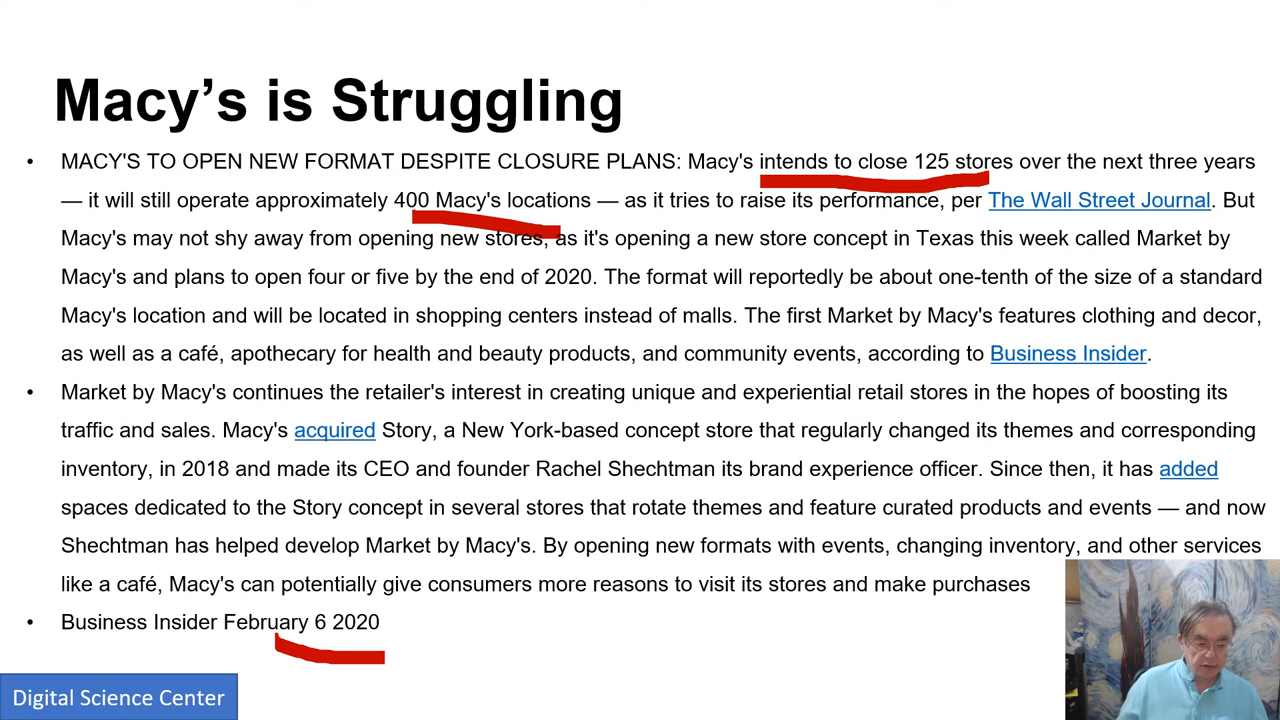 Macy’s is Struggling
• MACY'S TO OPEN NEW FORMAT DESPITE CLOSURE PLANS: Macy's intends to close 125 stores over the next three years
— it will still operate approximately 400 Macy's locations — as it tries to raise its performance, per The Wall Street Journal. But
Macy's may not shy away from opening new stores, as it's opening a new store concept in Texas this week called Market by
Macy's and plans to open four or five by the end of 2020. The format will reportedly be about one-tenth of the size of a standard
Macy's location and will be located in shopping centers instead of malls. The first Market by Macy's features clothing and decor,
as well as a café, apothecary for health and beauty products, and community events, according to Business Insider.
• Market by Macy's continues the retailer's interest in creating unique and experiential retail stores in the hopes of boosting its
traffic and sales. Macy's acquired Story, a New York-based concept store that regularly changed its themes and corresponding
inventory, in 2018 and made its CEO and founder Rachel Shechtman its brand experience officer. Since then, it has added
spaces dedicated to the Story concept in several stores that rotate themes and feature curated products and events — and now
Shechtman has helped develop Market by Macy's. By opening new formats with events, changing inventory, and other services
like a café, Macy's can potentially give consumers more reasons to visit its stores and make purchases
• Business Insider February 6 2020
Digital Science Center